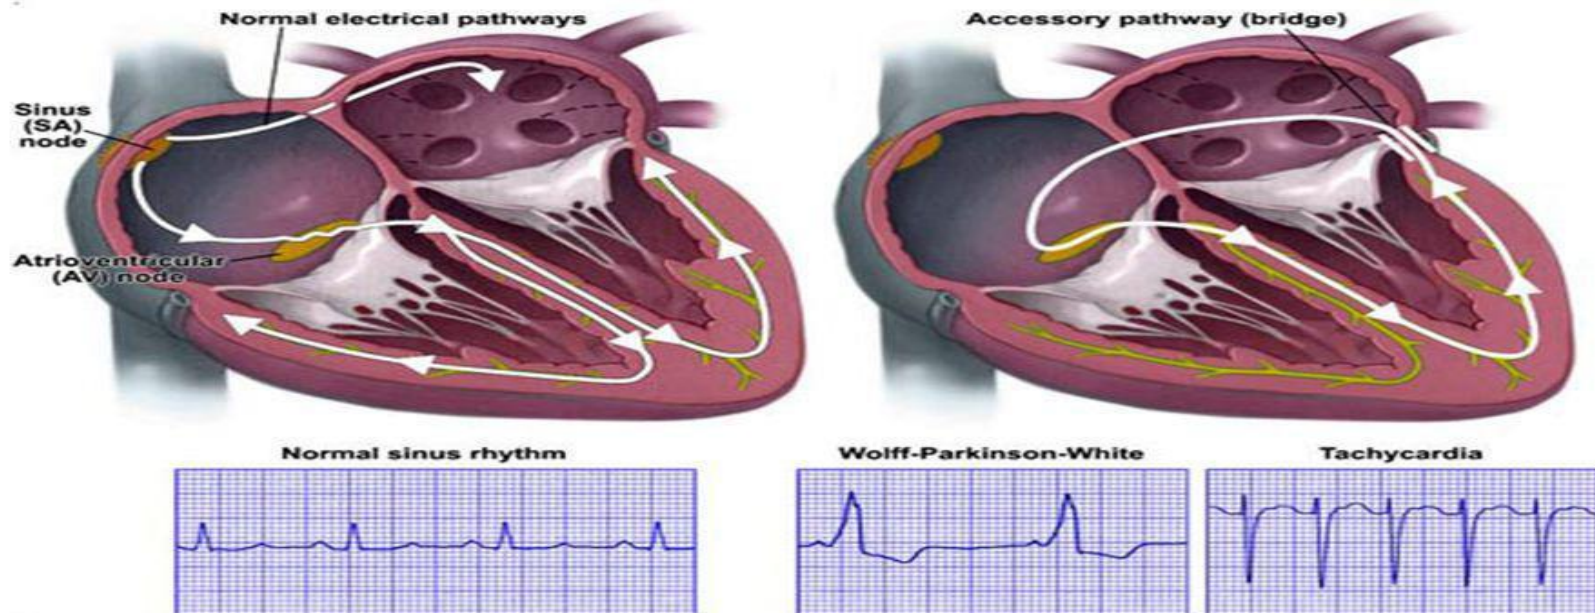 Normal electrical pathways
Accessory pathway (bridge)
Sinus
(SA)
node
Atrioventricular
(AV) node
Normal sinus rhythm
Wolff-Parkinson-White
Tachycardia